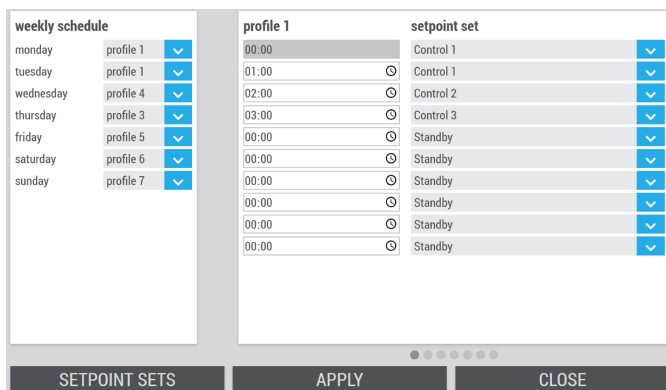 weekly schedule
monday profile 1
tuesday profile 1
wednesday profile 4
thursday profile 3
friday profile 5
saturday profile 6
sunday profile 7
profile 1 setpoint set
00:00 Control 1
01:00 Control 1
02:00 Control 2
03:00 Control 3
00:00 Standby
00:00 Standby
00:00 Standby
00:00 Standby
00:00 Standby
00:00 Standby
SETPOINT SETS APPLY CLOSE